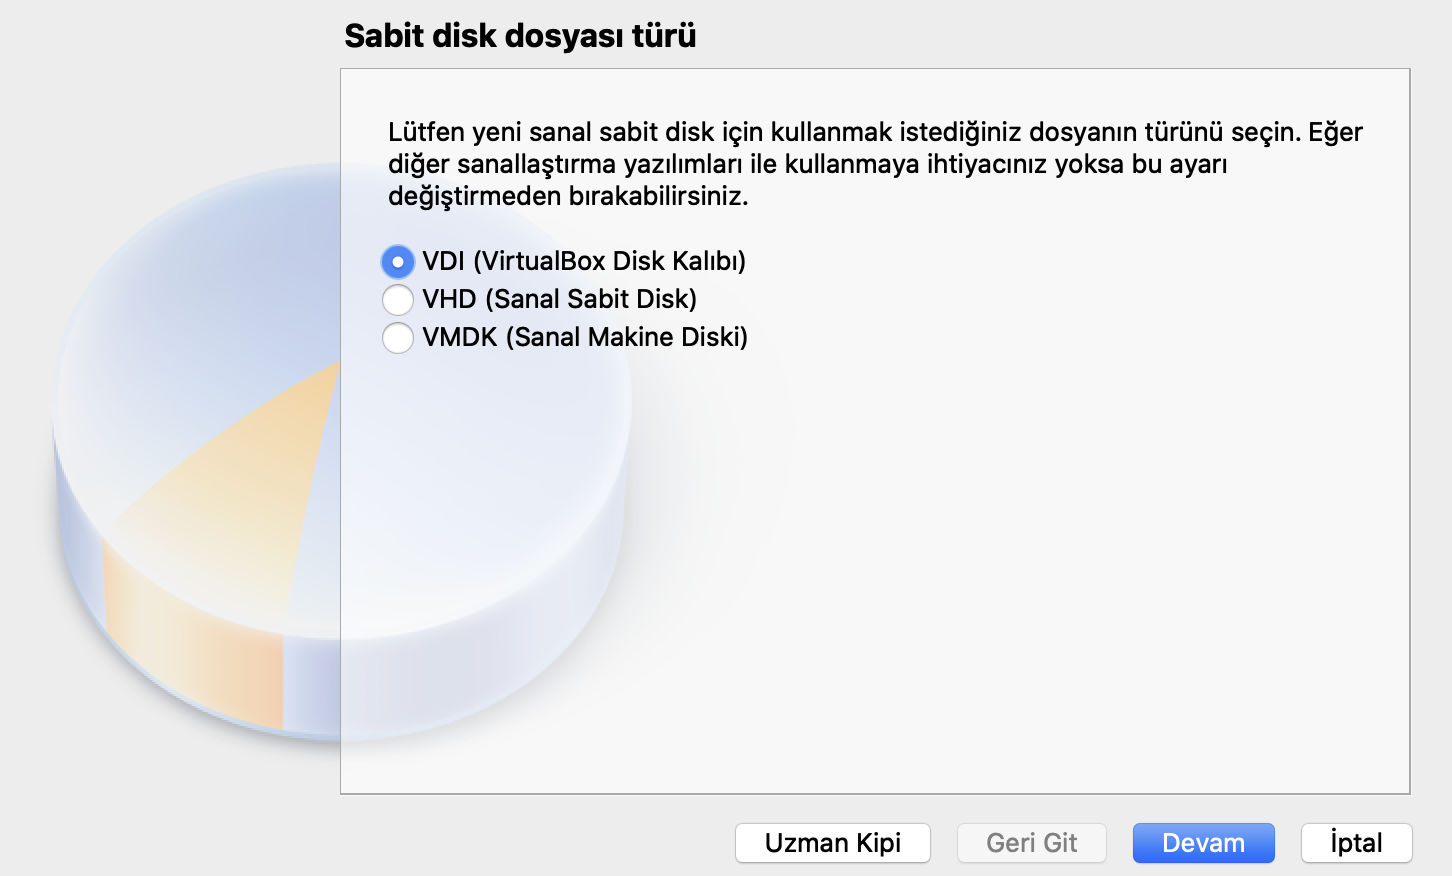 Sabit disk dosyası türü
Lütfen yeni sanal sabit disk için kullanmak istediğiniz dosyanın türünü seçin. Eğer
diğer sanallaştırma yazılımları ile kullanmaya ihtiyacınız yoksa bu ayarı
değiştirmeden bırakabilirsiniz.
VDI (VirtualBox Disk Kalıbı)
VHD (Sanal Sabit Disk)
VMDK (Sanal Makine Diski)
Uzman Kipi Geri Git Devam İptal